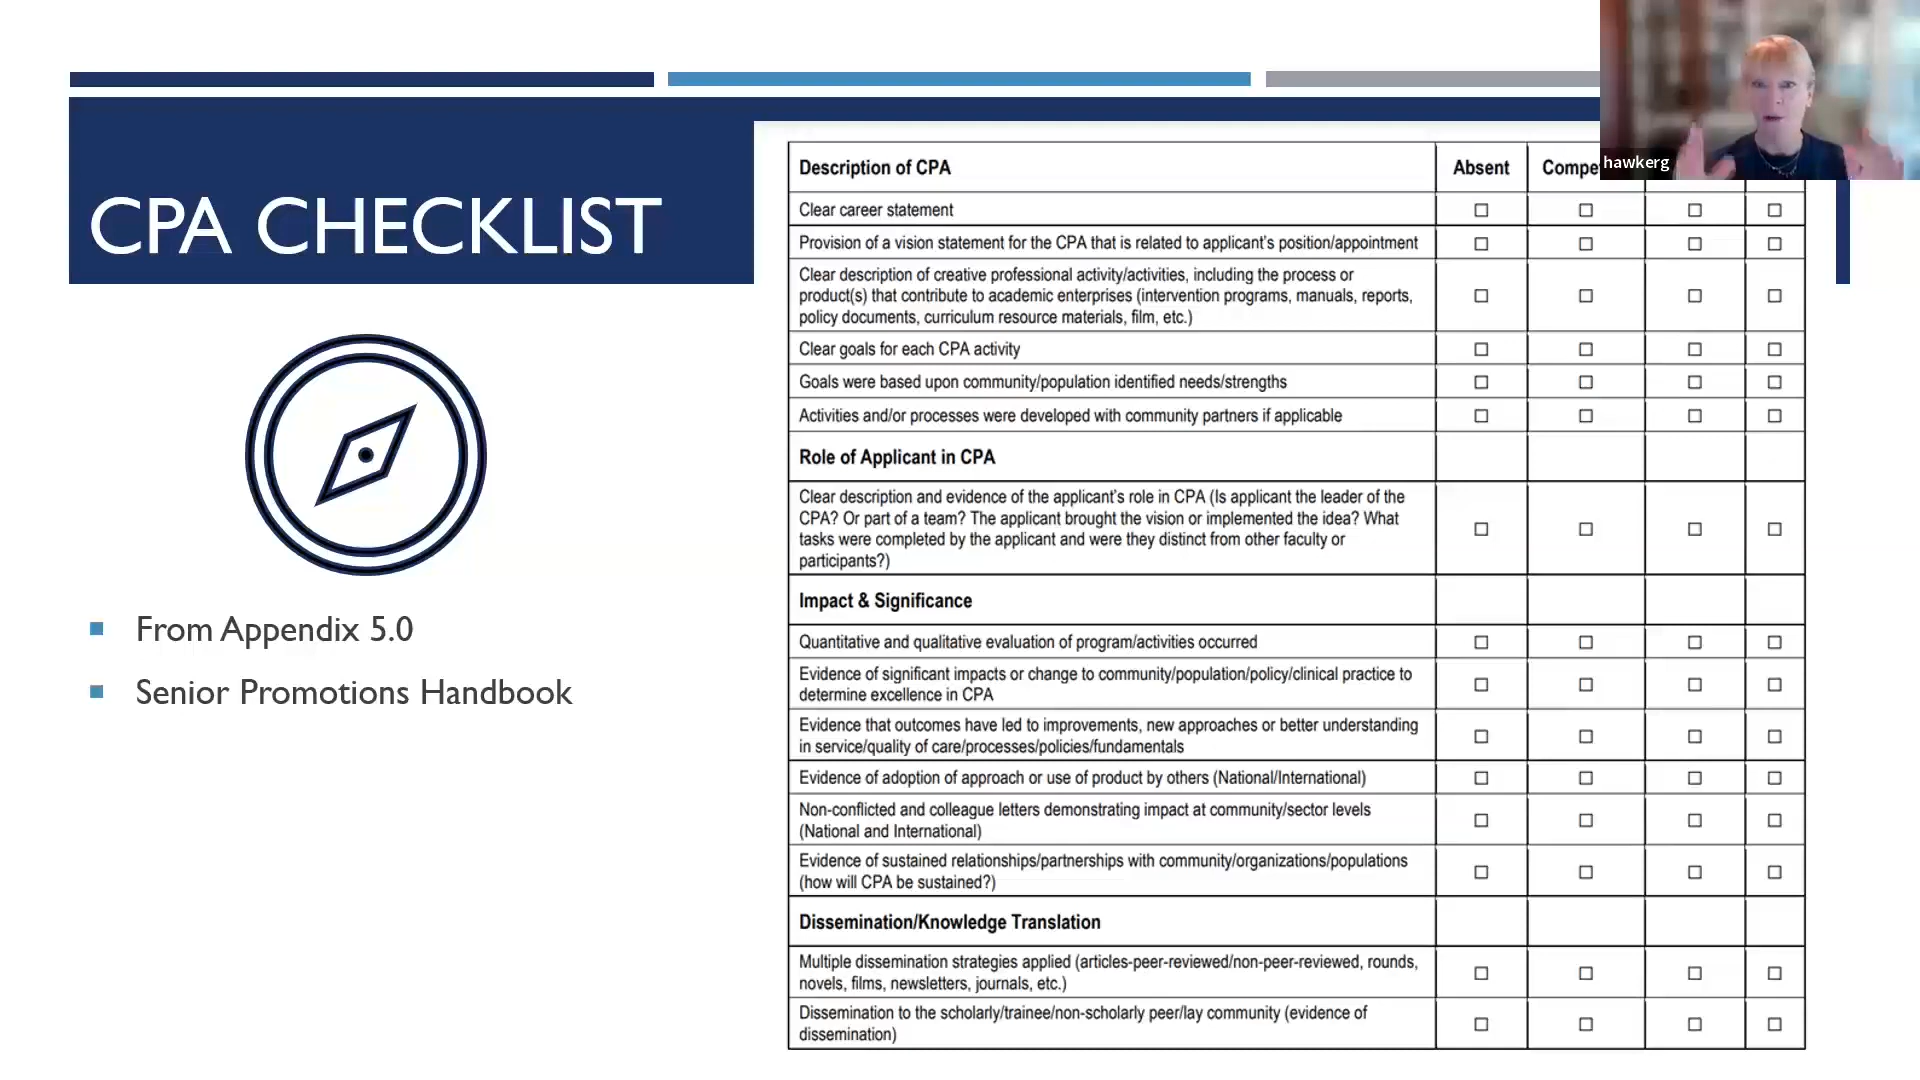 CPA CHECKLIST
From Appendix 5.0
Senior Promotions Handbook
Description of CPA
Absent
Compe
Clear career statement
Provision of a vision statement for the CPA that is related to applicant's position/appointment
Clear description of creative professional activity/activities, including the process or
product(s) that contribute to academic enterprises (intervention programs, manuals, reports,
policy documents, curriculum resource materials, film, etc.)
Clear goals for each CPA activity
Goals were based upon community/population identified needs/strengths
Activities and/or processes were developed with community partners if applicable
Role of Applicant in CPA
Clear description and evidence of the applicant's role in CPA (Is applicant the leader of the
CPA? Or part of a team? The applicant brought the vision or implemented the idea? What
tasks were completed by the applicant and were they distinct from other faculty or
participants?)
Impact & Significance
Quantitative and qualitative evaluation of program/activities occurred
Evidence of significant impacts or change to community/population/policy/clinical practice to
determine excellence in CPA
Evidence that outcomes have led to improvements, new approaches or better understanding
in service/quality of care/processes/policies/fundamentals
Evidence of adoption of approach or use of product by others (National/International)
Non-conflicted and colleague letters demonstrating impact at community/sector levels
(National and International)
Evidence of sustained relationships/partnerships with community/organizations/populations
(how will CPA be sustained?)
Dissemination/Knowledge Translation
Multiple dissemination strategies applied (articles-peer-reviewed/non-peer-reviewed, rounds,
novels, films, newsletters, journals, etc.)
Dissemination to the scholarly/trainee/non-scholarly peer/lay community (evidence of
dissemination)
hawkerg